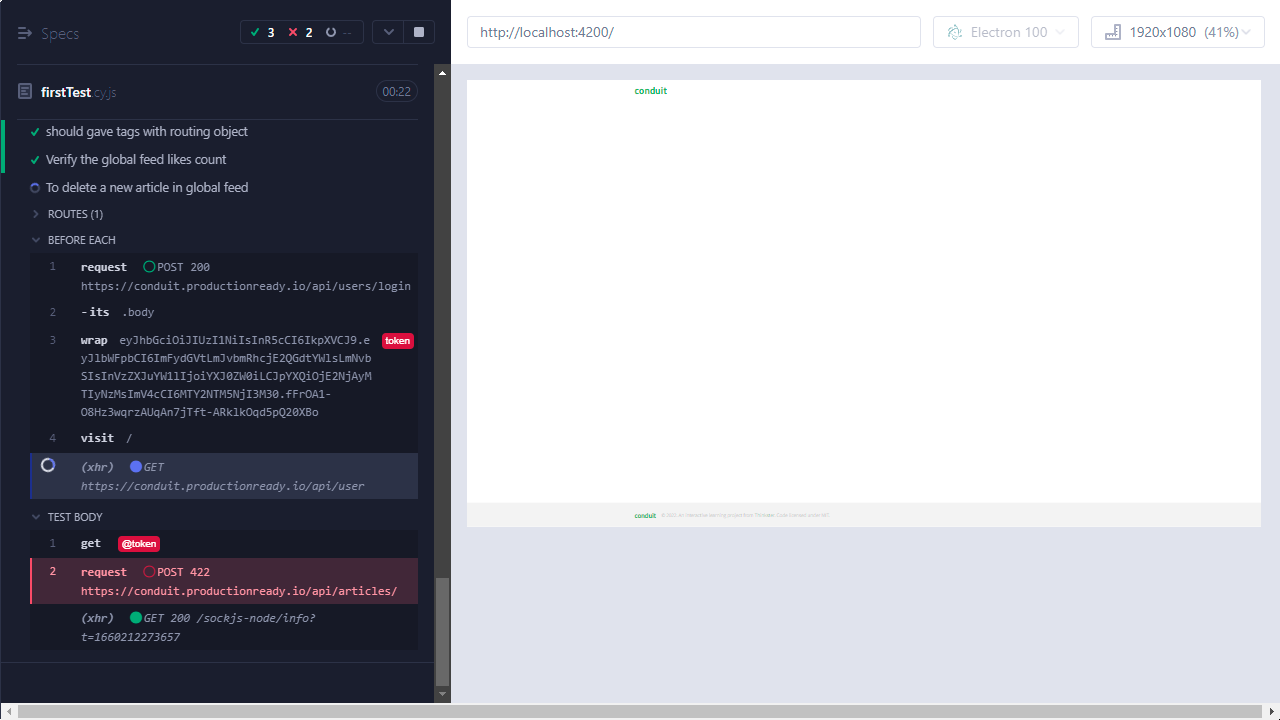 Specs
3 2 --
firstTest.cy.js
00:22
should gave tags with routing object
Verify the global feed likes count
To delete a new article in global feed
ROUTES (1)
BEFORE EACH
1 request POST 200
https://conduit.productionready.io/api/users/login
2 -its .body
3 wrap eyJhbGciOiJIUzI1NiIsInR5cCI6IkpXVCJ9.e token
yJlbWFpbCI6ImFydGVtLmJvbmRhcjE2QGdtYWlsLmNvb
SIsInVzZXJuYW1lIjoiYXJ0ZW0iLCJpYXQiOjE2NjAyM
TIyNzMsImV4cCI6MTY2NTM5NjI3M30.fFrOA1-
O8Hz3wqrzAUqAn7jTft-ARklkOqd5pQ20XBo
4 visit /
(xhr) GET
https://conduit.productionready.io/api/user
TEST BODY
1 get @token
2 request POST 422
https://conduit.productionready.io/api/articles/
(xhr) GET 200 /sockjs-node/info?
t=1660212273657
http://localhost:4200/
Electron 100
1920x1080 (41%)
conduit
conduit